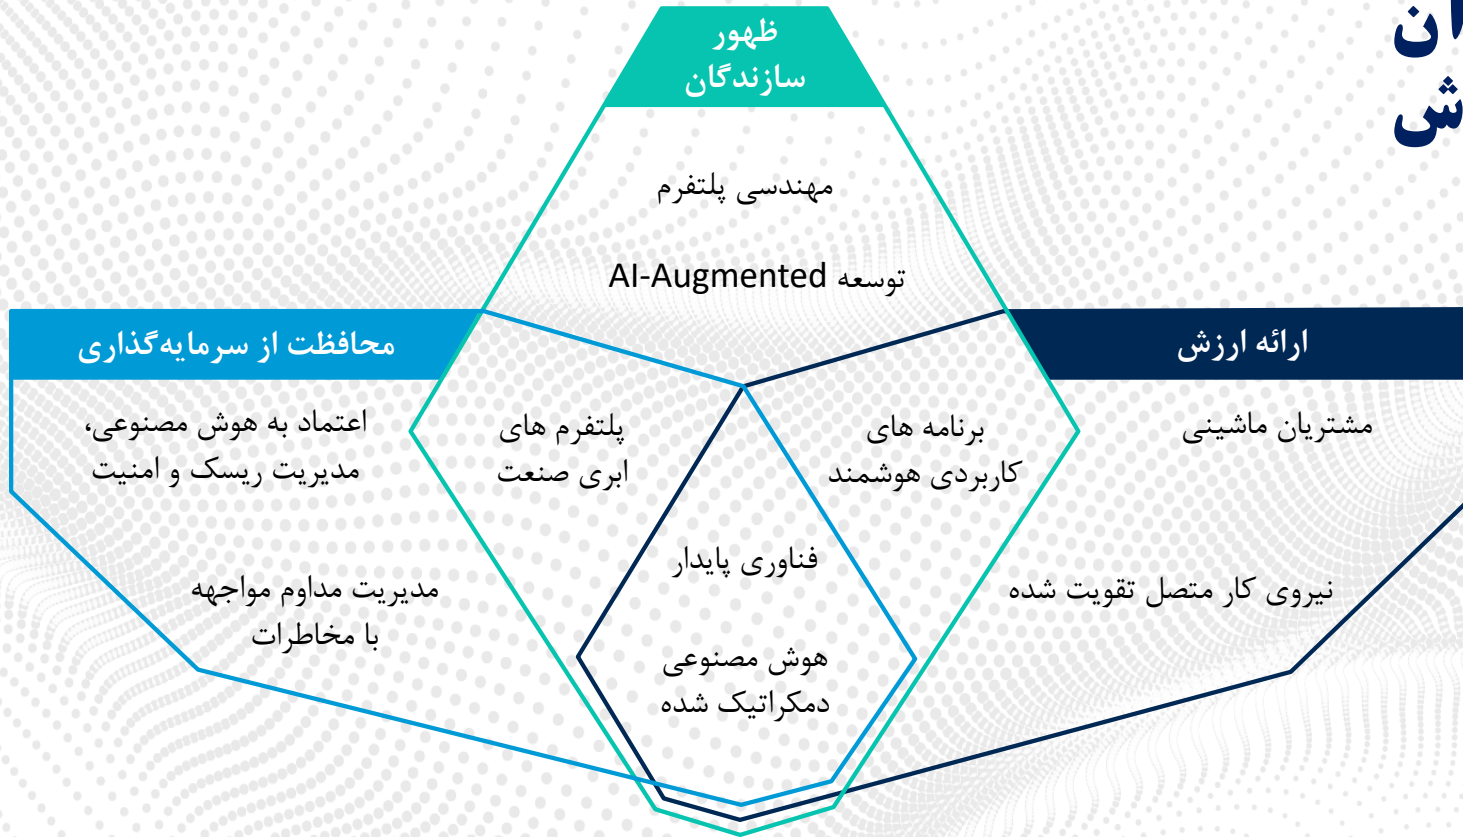 ظهور
سازندگان
مهندسی پلتفرم
توسعه AI-Augmented
ارائه ارزش
محافظت از سرمایه‌گذاری
مشتریان ماشینی
نیروی کار متصل تقویت شده
برنامه های
کاربردی هوشمند
پلتفرم های
ابری صنعت
اعتماد به هوش مصنوعی،
مدیریت ریسک و امنیت
مدیریت مداوم مواجهه
با مخاطرات
فناوری پایدار
هوش مصنوعی
دمکراتیک شده